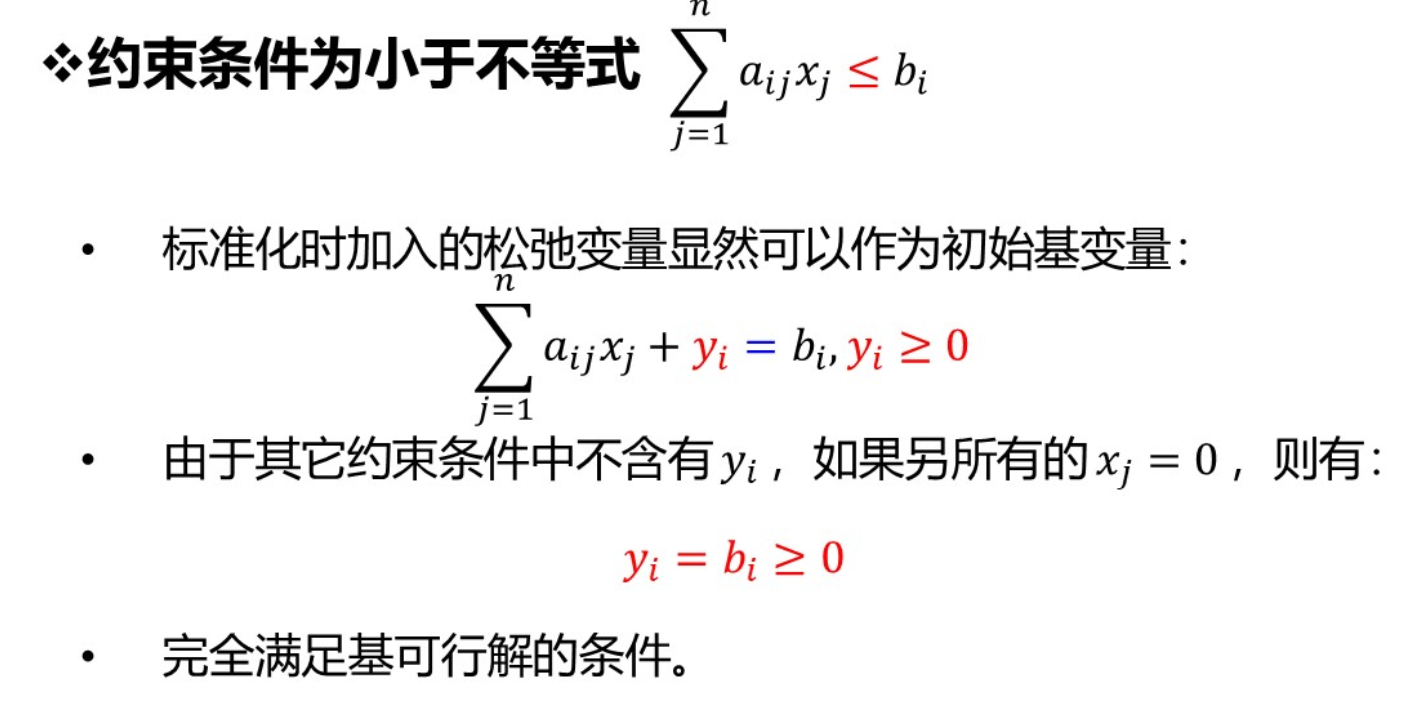 ❖约束条件为小于不等式 $\sum_{j=1}^{n} a_{ij}x_j \leq b_i$
• 标准化时加入的松弛变量显然可以作为初始基变量：
$\sum_{j=1}^{n} a_{ij}x_j + y_i = b_i, y_i \geq 0$
• 由于其它约束条件中不含有 $y_i$，如果另所有的 $x_j = 0$，则有：
$y_i = b_i \geq 0$
• 完全满足基可行解的条件。